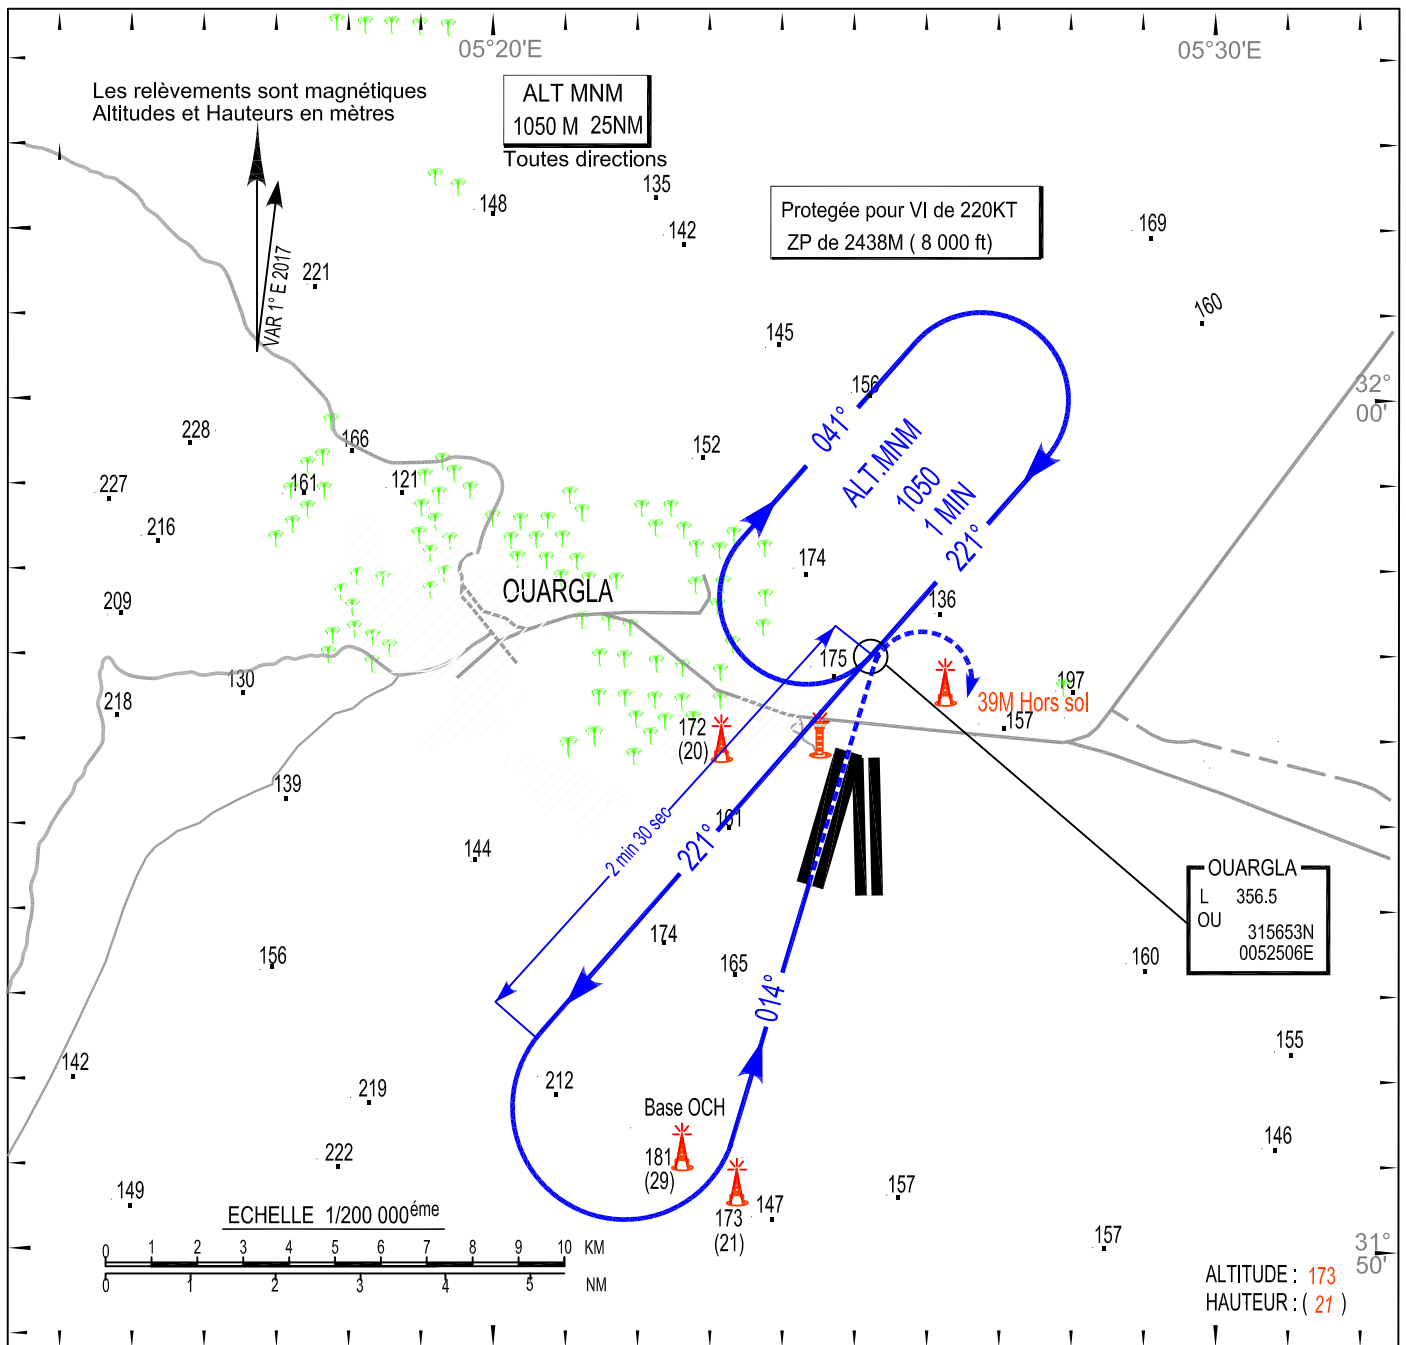 05°20'E
05°30'E
Les relèvements sont magnétiques
Altitudes et Hauteurs en mètres
ALT MNM
1050 M 25NM
Toutes directions
135
148
142
Protegée pour VI de 220KT
ZP de 2438M ( 8 000 ft)
169
VAR 1° E 2017
221
160
145
156
32°
00'
041°
ALT.MNM
1050
1 MIN
221°
228
166
152
227
161
121
216
174
OUARGLA
209
136
175
130
197
218
39M Hors sol
157
172
(20)
139
161
2 min 30 sec
221°
144
OUARGLA
L 356.5
OU
315653N
0052506E
174
156
165
160
014°
155
142
219
212
Base OCH
146
222
181
(29)
149
157
147
173
(21)
157
ECHELLE 1/200 000éme
0 1 2 3 4 5 6 7 8 9 10 KM
0 1 2 3 4 5 NM
31°
50'
ALTITUDE : 173
HAUTEUR : ( 21 )